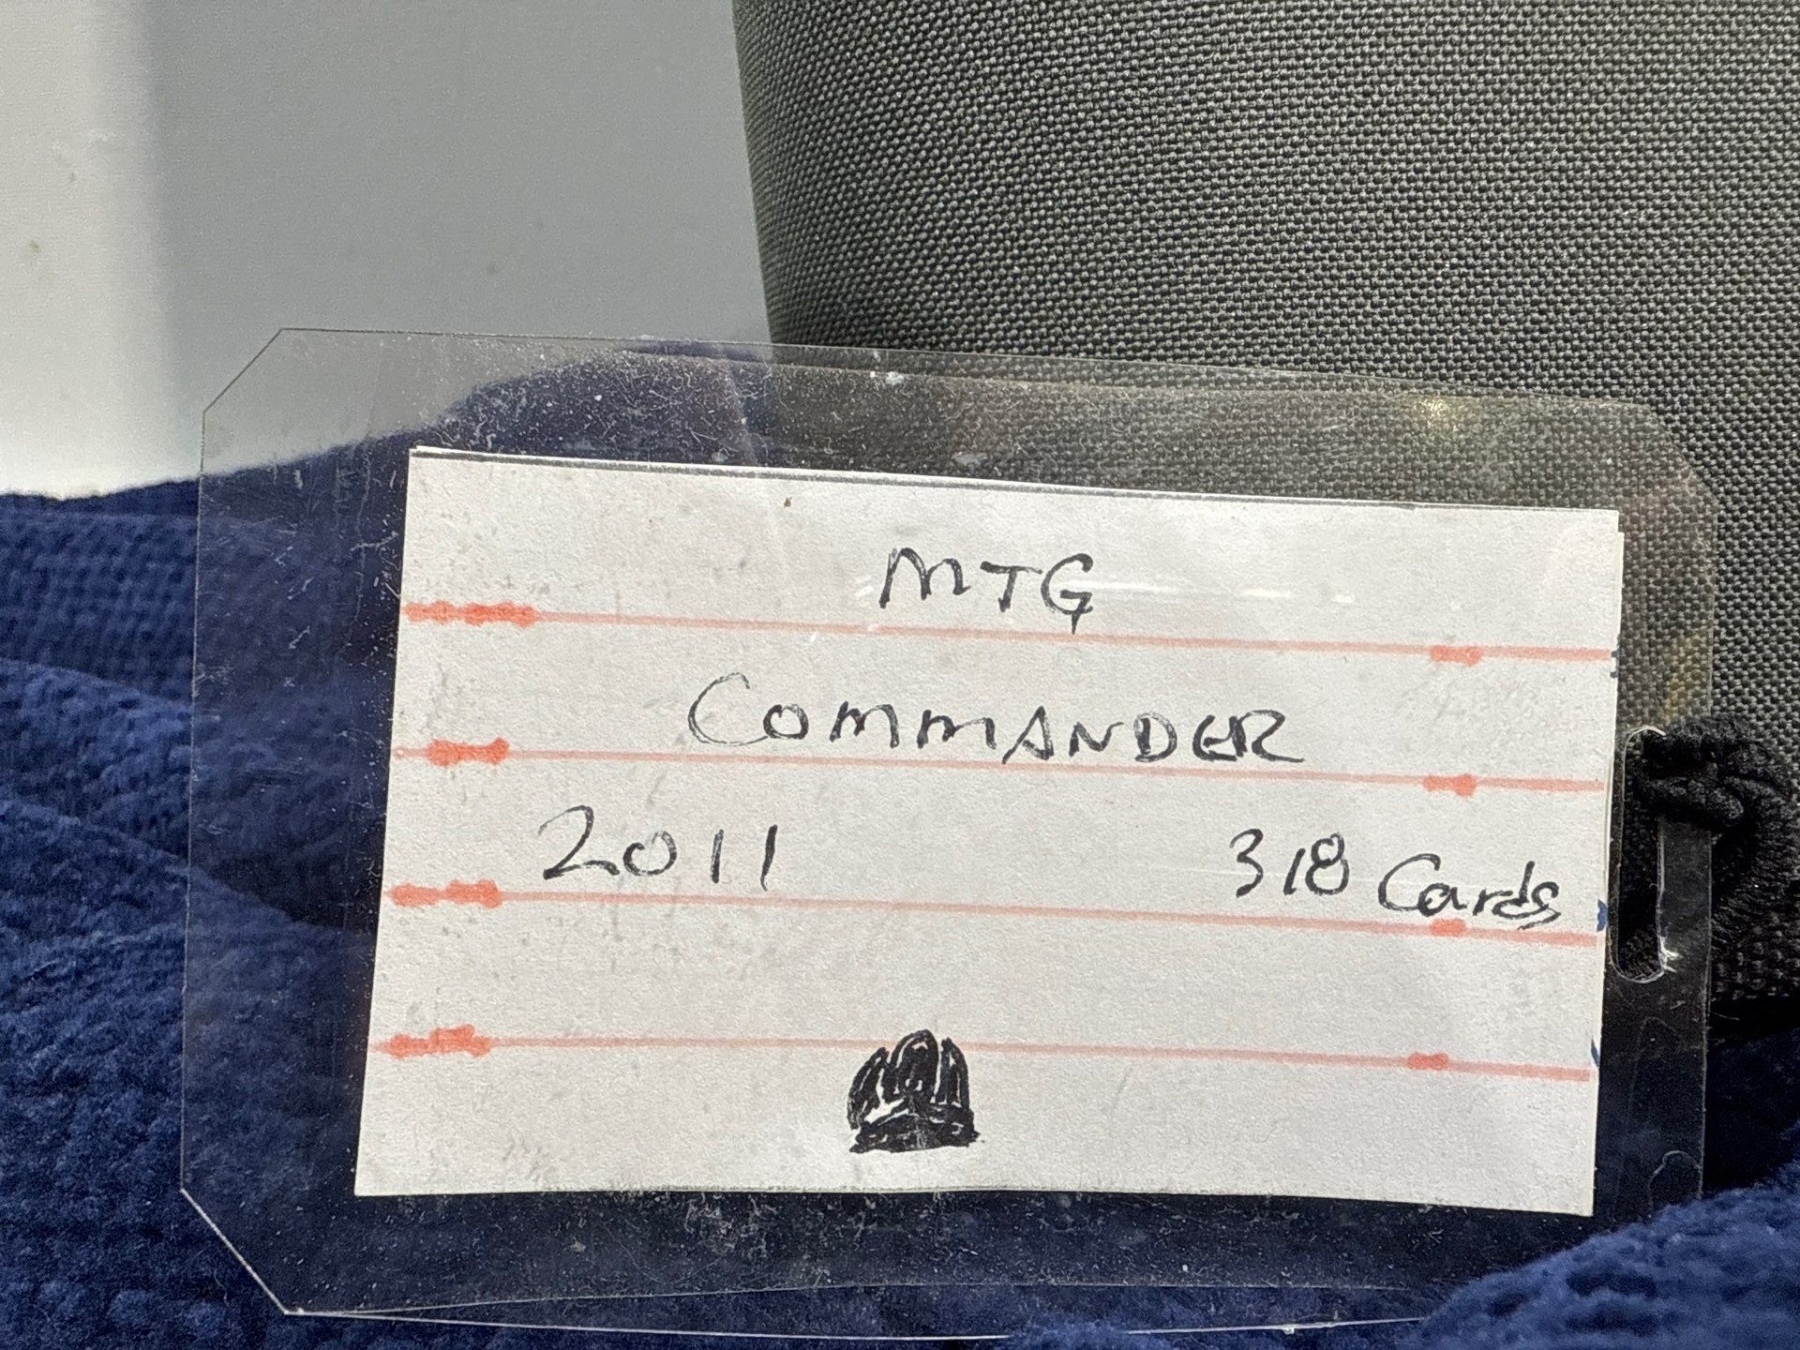 MTG
COMMANDER
2011 318 Cards